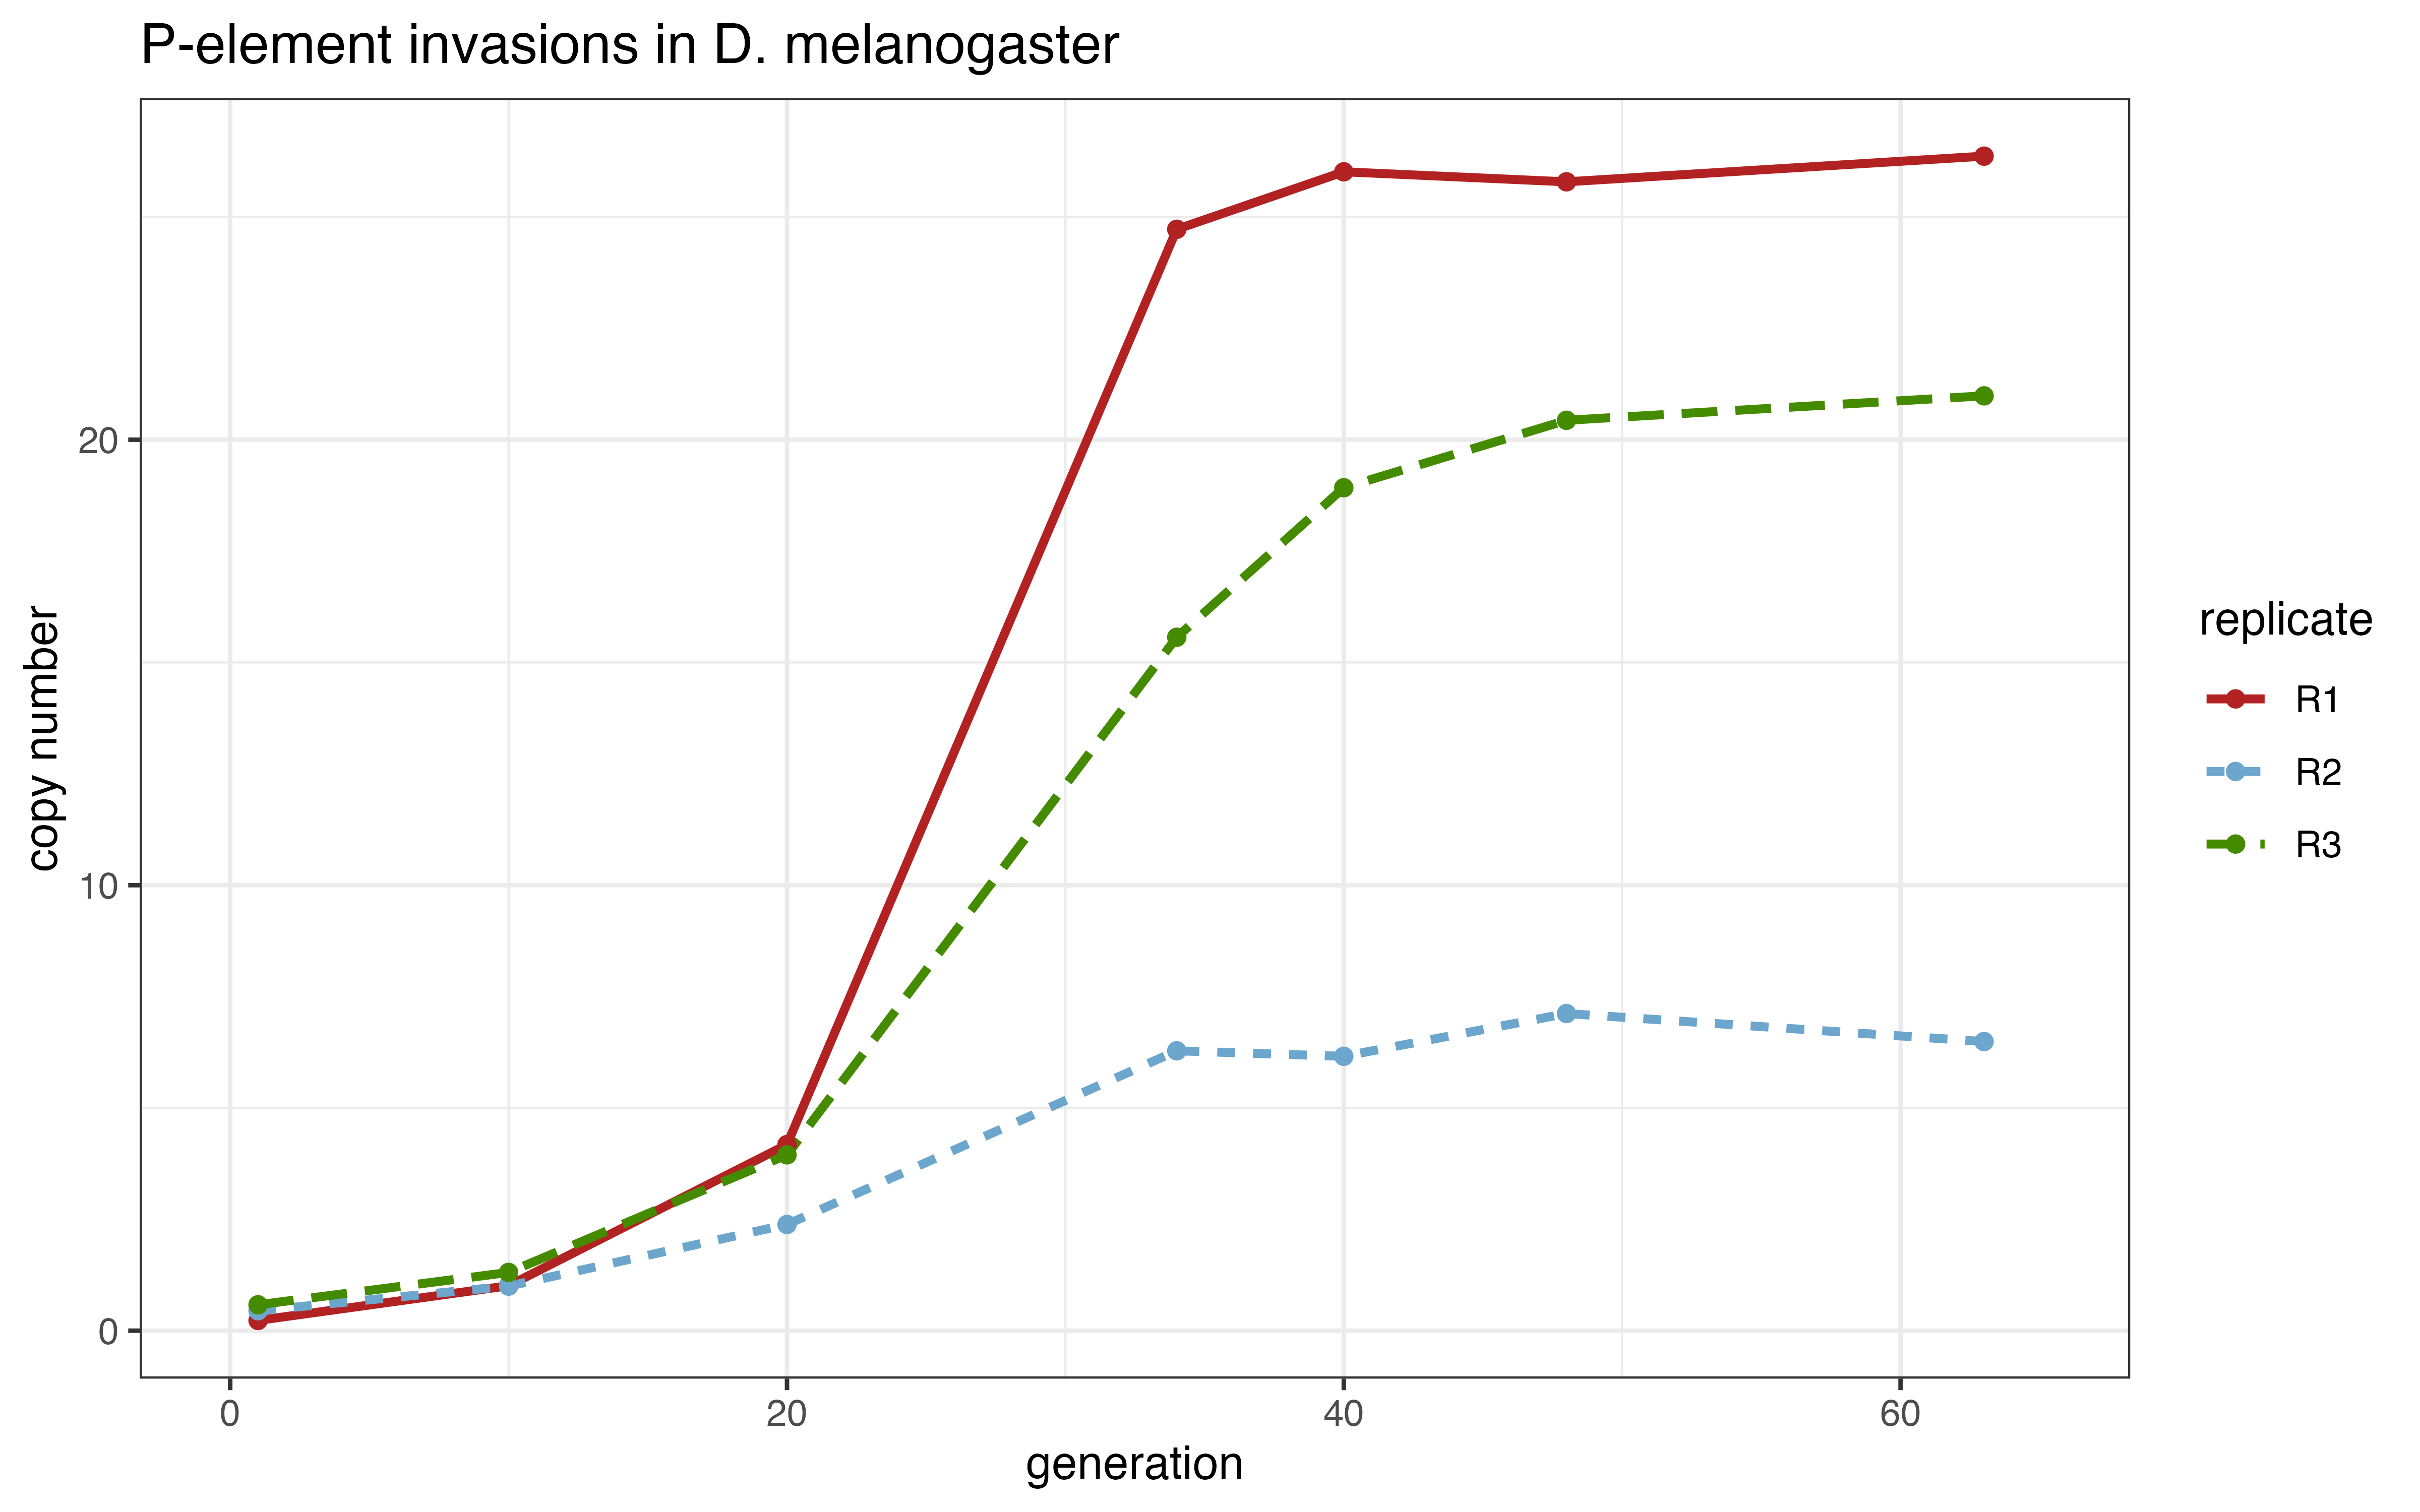 P-element invasions in D. melanogaster
copy number
20
10
0
0
20
40
60
generation
replicate
R1
R2
R3